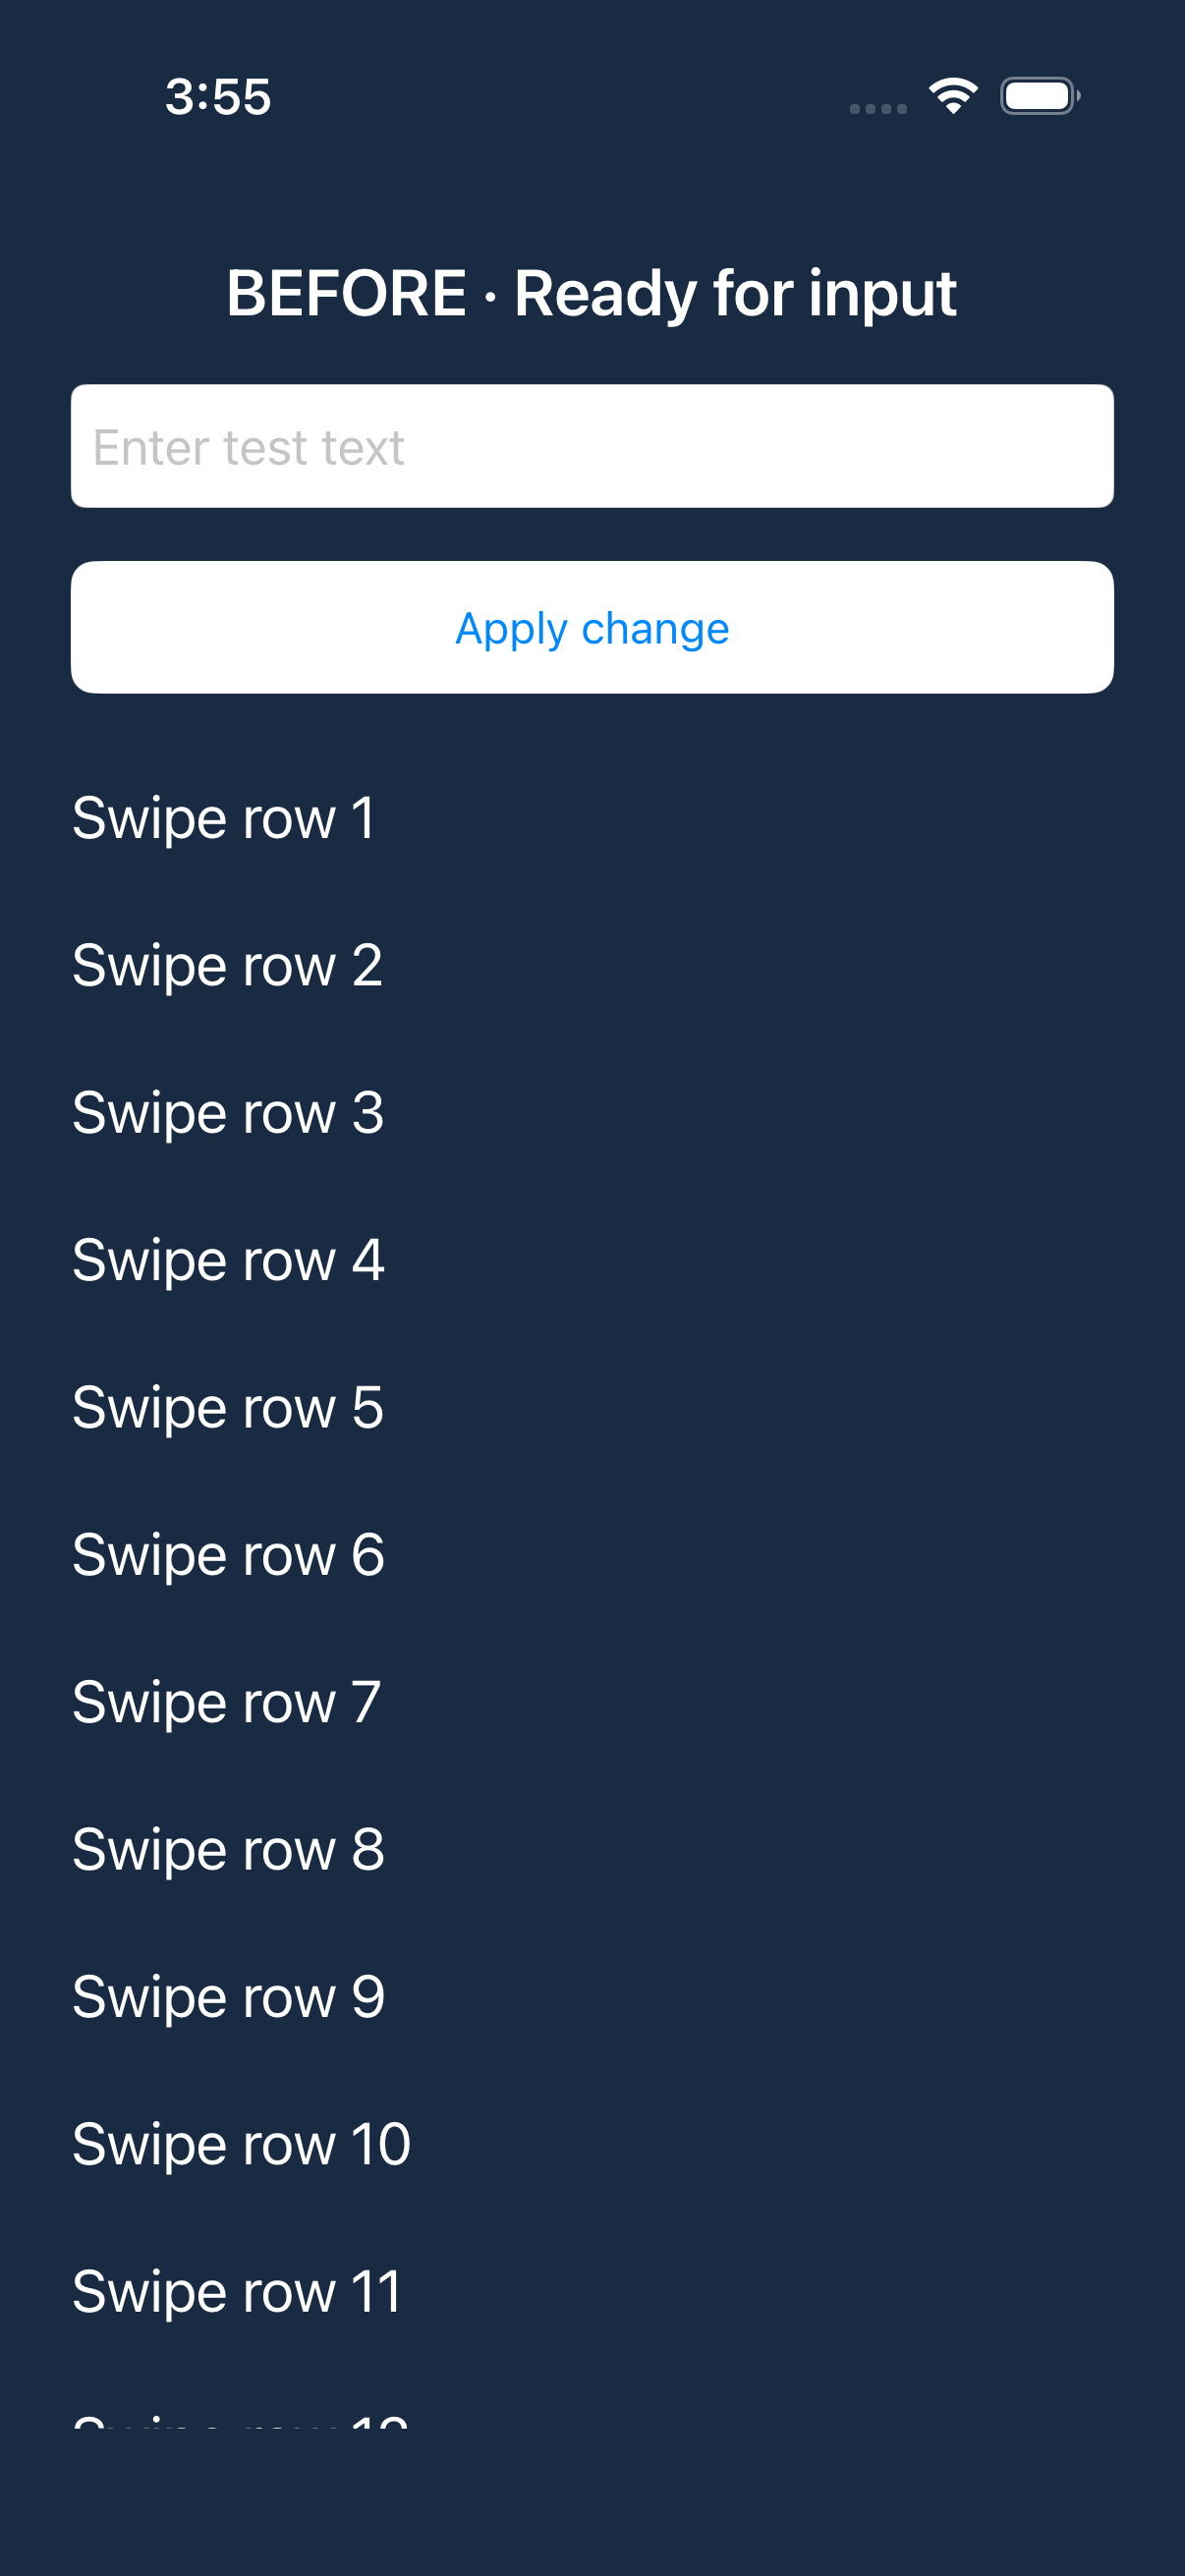 3:55
BEFORE · Ready for input
Enter test text
Apply change
Swipe row 1
Swipe row 2
Swipe row 3
Swipe row 4
Swipe row 5
Swipe row 6
Swipe row 7
Swipe row 8
Swipe row 9
Swipe row 10
Swipe row 11